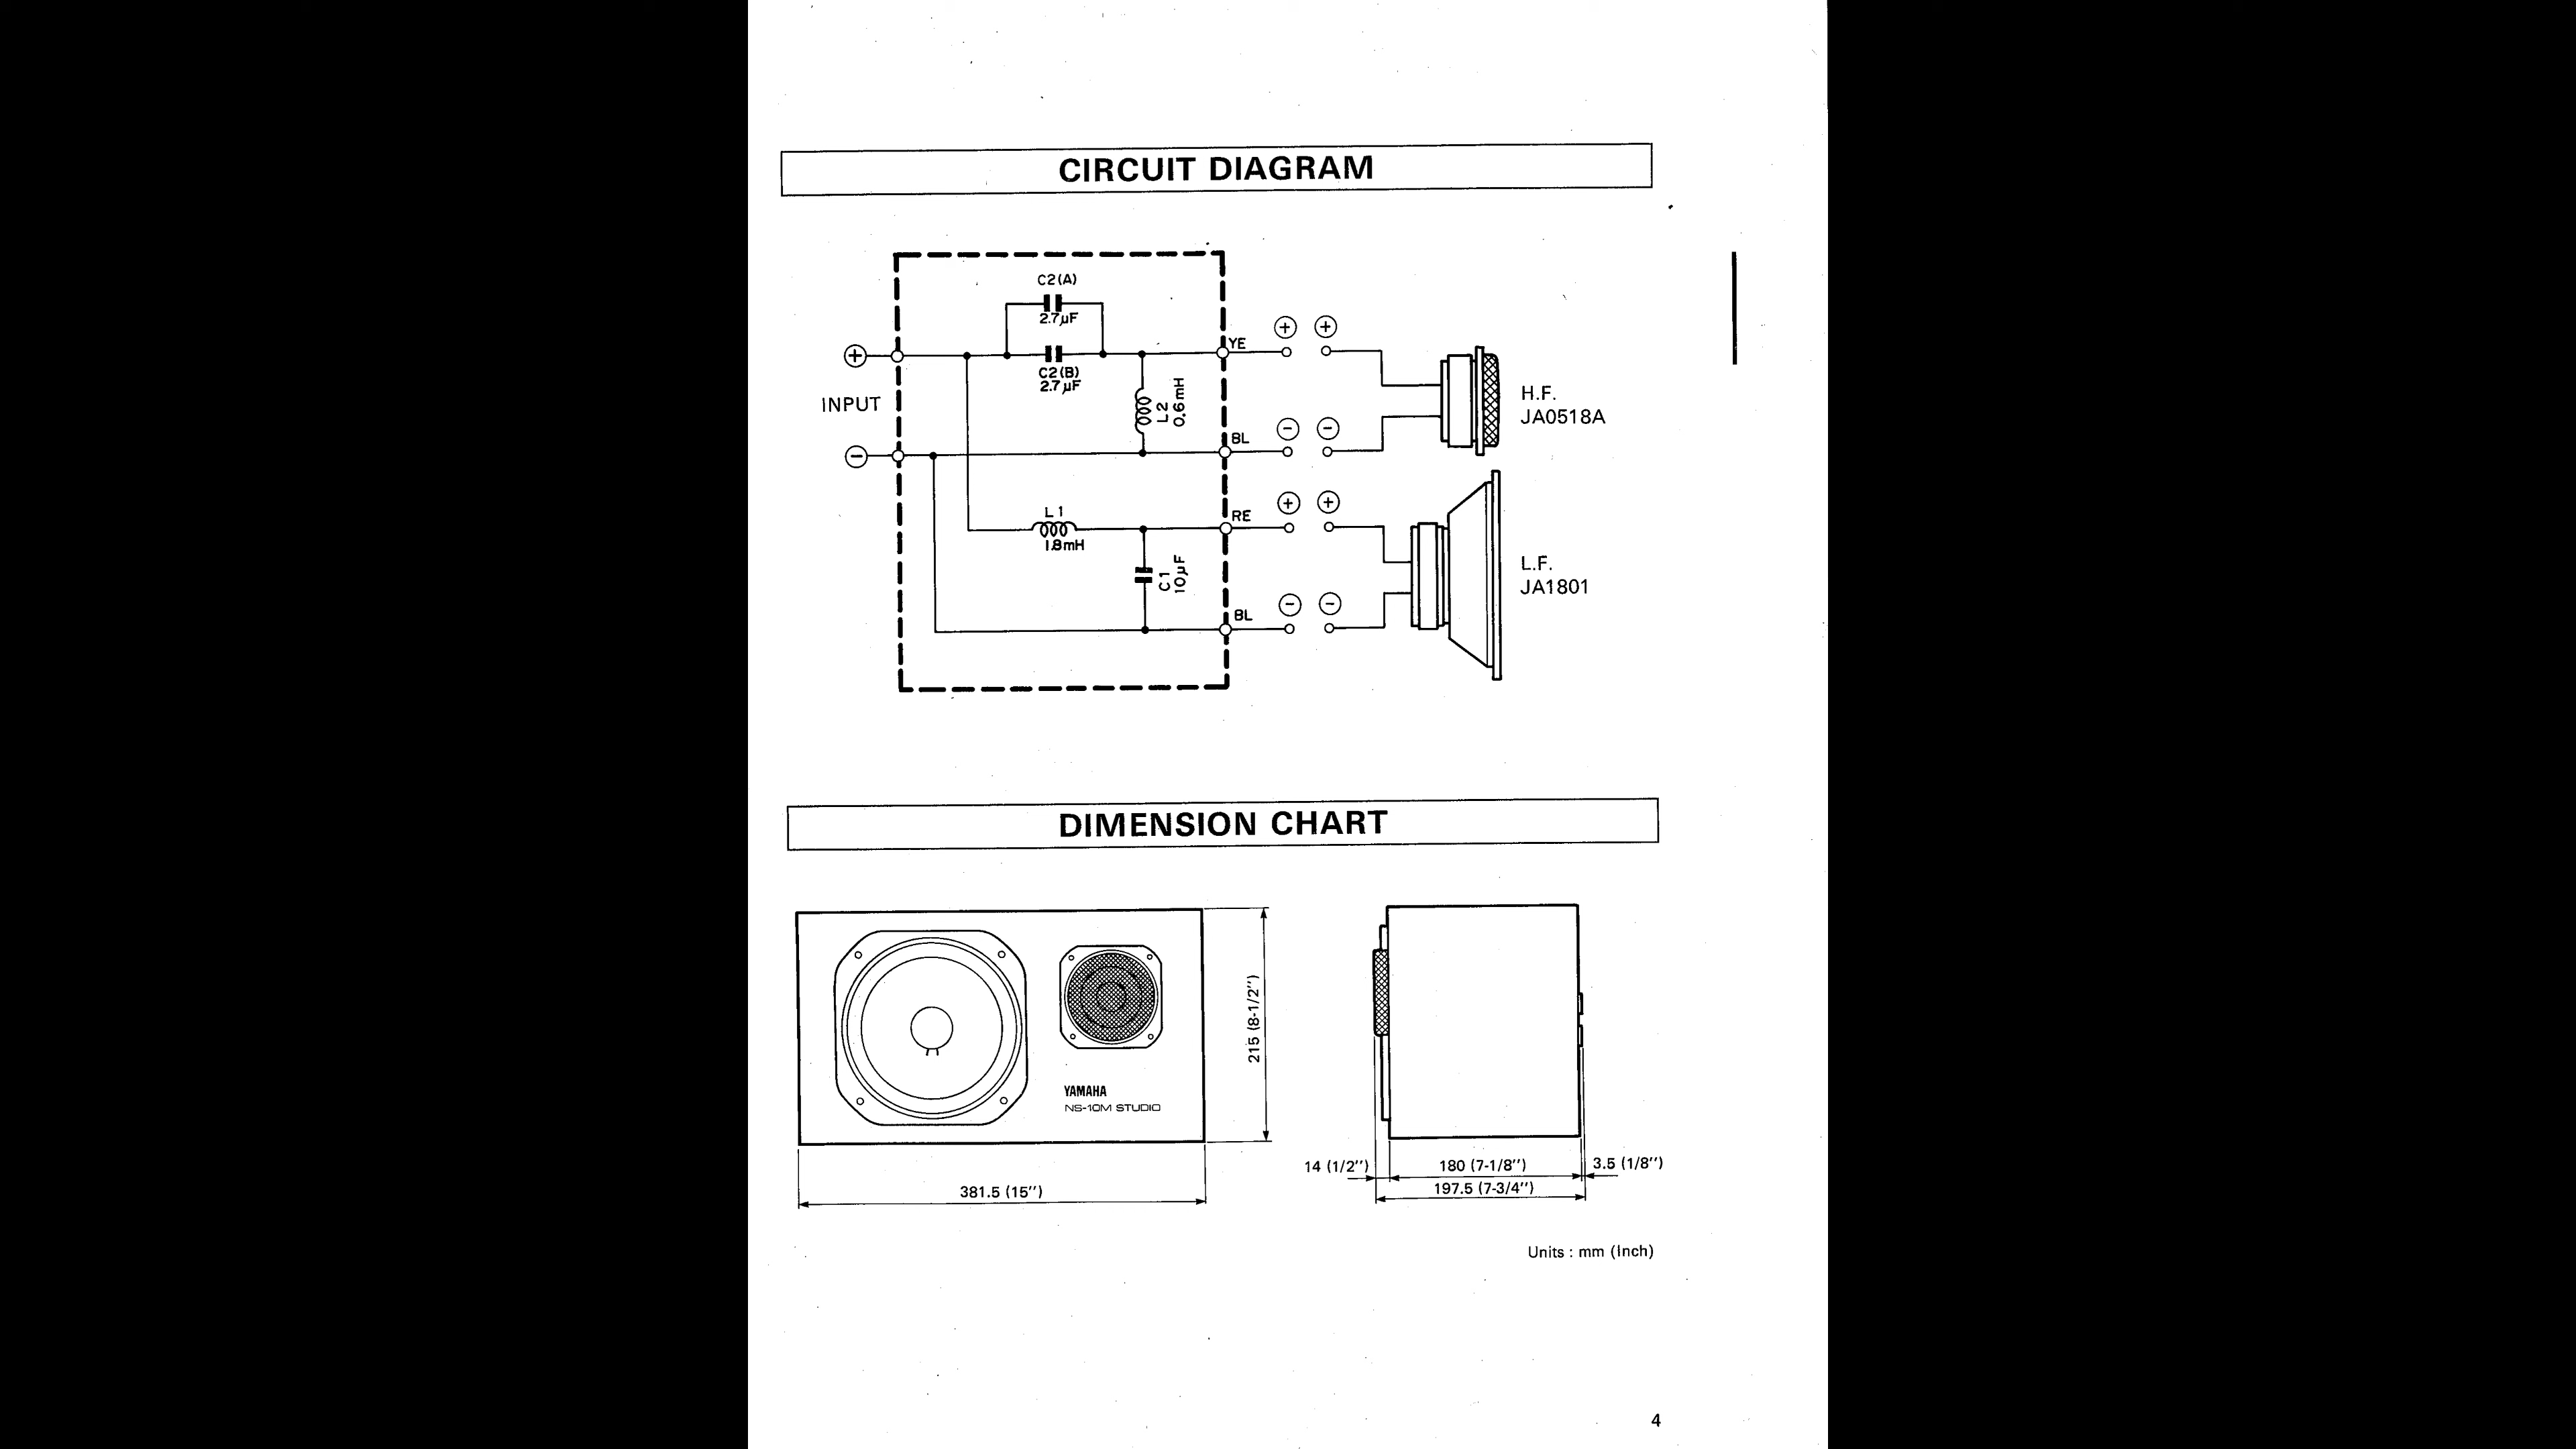 CIRCUIT DIAGRAM
C2(A)
2.7µF
C2(B)
2.7µF
L2
0.6mH
INPUT
+
−
L1
1.8mH
C1
10µF
YE
BL
RE
BL
+ +
− −
+ +
− −
H.F.
JA0518A
L.F.
JA1801
DIMENSION CHART
YAMAHA
NS-10M STUDIO
215 (8-1/2'')
381.5 (15'')
14 (1/2'')
180 (7-1/8'')
3.5 (1/8'')
197.5 (7-3/4'')
Units : mm (Inch)
4